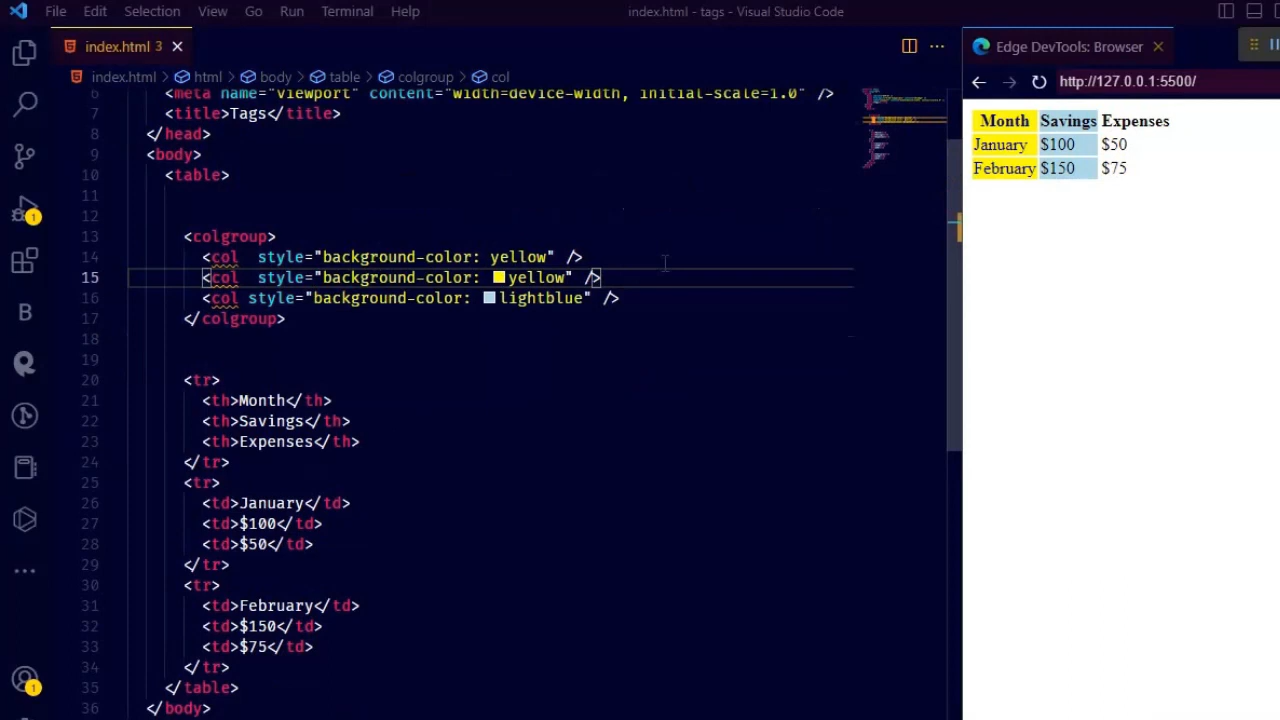 File Edit Selection View Go Run Terminal Help
index.html - tags - Visual Studio Code
index.html 3
Edge DevTools: Browser
index.html > html > body > table > colgroup > col
http://127.0.0.1:5500/
6 <meta name="viewport" content="width=device-width, initial-scale=1.0" />
7 <title>Tags</title>
8 </head>
9 <body>
10 <table>
11
12
13 <colgroup>
14 <col  style="background-color: yellow" />
15 <col  style="background-color: yellow" />
16 <col style="background-color: lightblue" />
17 </colgroup>
18
19
20 <tr>
21 <th>Month</th>
22 <th>Savings</th>
23 <th>Expenses</th>
24 </tr>
25 <tr>
26 <td>January</td>
27 <td>$100</td>
28 <td>$50</td>
29 </tr>
30 <tr>
31 <td>February</td>
32 <td>$150</td>
33 <td>$75</td>
34 </tr>
35 </table>
36 </body>
1
B
1
Month Savings Expenses
January $100 $50
February $150 $75